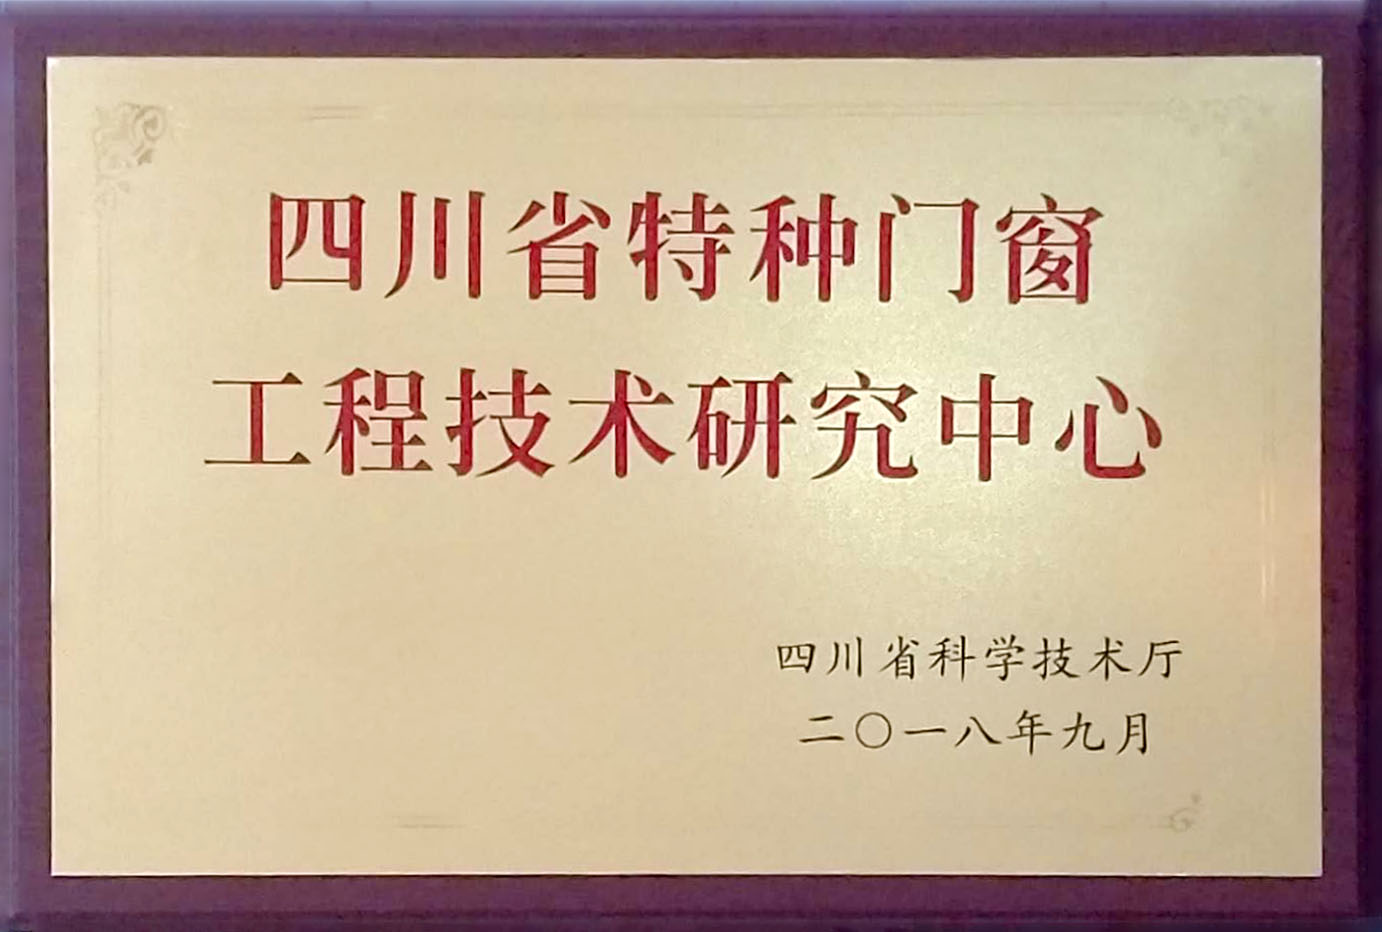 四川省特种门窗
工程技术研究中心
四川省科学技术厅
二〇一八年九月